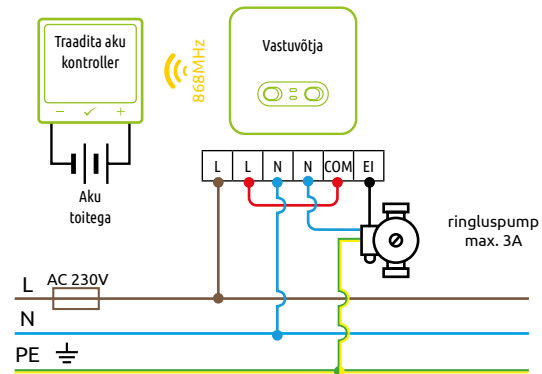 Traadita aku
kontroller
− ✓ +
868MHz
Vastuvõtja
L L N N COM EI
Aku
toitega
ringluspump
max. 3A
L AC 230V
N
PE